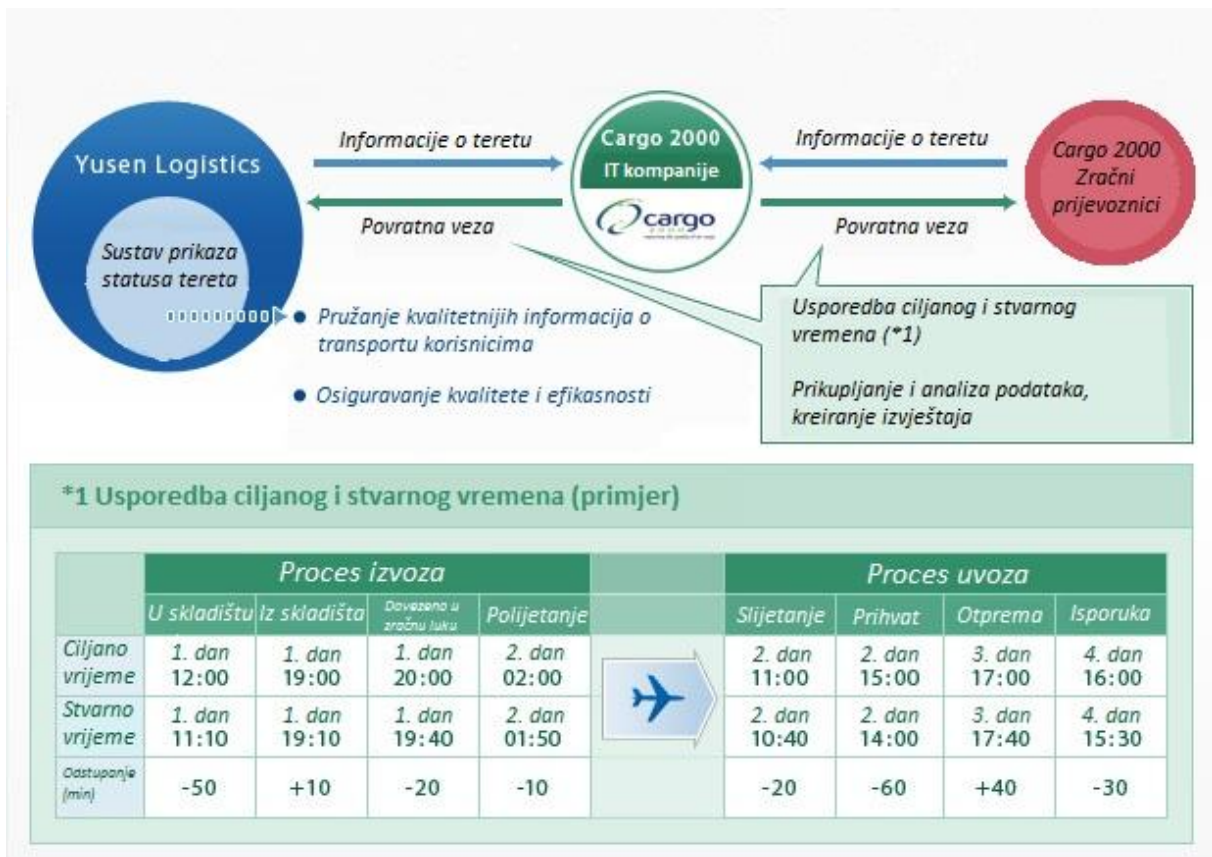 Yusen Logistics
Sustav prikaza
statusa tereta
Informacije o teretu
Povratna veza
Cargo 2000
IT kompanije
cargo
Informacije o teretu
Povratna veza
Cargo 2000
Zračni
prijevoznici
● Pružanje kvalitetnijih informacija o
transportu korisnicima
● Osiguravanje kvalitete i efikasnosti
Usporedba ciljanog i stvarnog
vremena (*1)
Prikupljanje i analiza podataka,
kreiranje izvještaja
*1 Usporedba ciljanog i stvarnog vremena (primjer)
Proces izvoza Proces uvoza
U skladištu Iz skladišta Dovezeno u zračnu luku Polijetanje Slijetanje Prihvat Otprema Isporuka
Ciljano 1. dan 1. dan 1. dan 2. dan 2. dan 2. dan 3. dan 4. dan
vrijeme 12:00 19:00 20:00 02:00 11:00 15:00 17:00 16:00
Stvarno 1. dan 1. dan 1. dan 2. dan 2. dan 2. dan 3. dan 4. dan
vrijeme 11:10 19:10 19:40 01:50 10:40 14:00 17:40 15:30
Odstupanje
(min) -50 +10 -20 -10 -20 -60 +40 -30